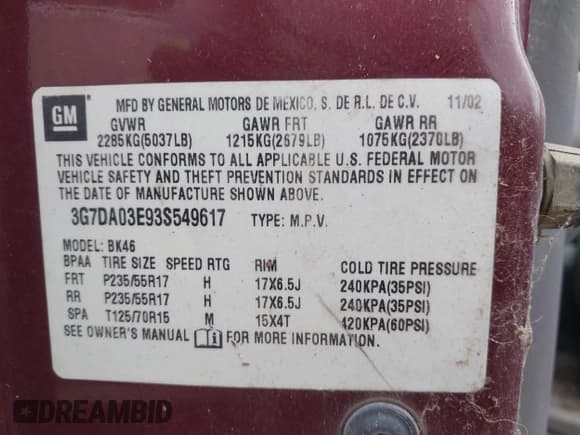 GM
MFD BY GENERAL MOTORS DE MEXICO, S. DE R.L. DE C.V. 11/02
GVWR GAWR FRT GAWR RR
2285KG(5037LB) 1215KG(2679LB) 1075KG(2370LB)
THIS VEHICLE CONFORMS TO ALL APPLICABLE U.S. FEDERAL MOTOR
VEHICLE SAFETY AND THEFT PREVENTION STANDARDS IN EFFECT ON
THE DATE OF MANUFACTURE SHOWN ABOVE.
3G7DA03E93S549617 TYPE: M.P.V.
MODEL: BK46
BPAA TIRE SIZE SPEED RTG RIM COLD TIRE PRESSURE
FRT P235/55R17 H 17X6.5J 240KPA(35PSI)
RR P235/55R17 H 17X6.5J 240KPA(35PSI)
SPA T125/70R15 M 15X4T 420KPA(60PSI)
SEE OWNER'S MANUAL FOR MORE INFORMATION.
DREAMBID